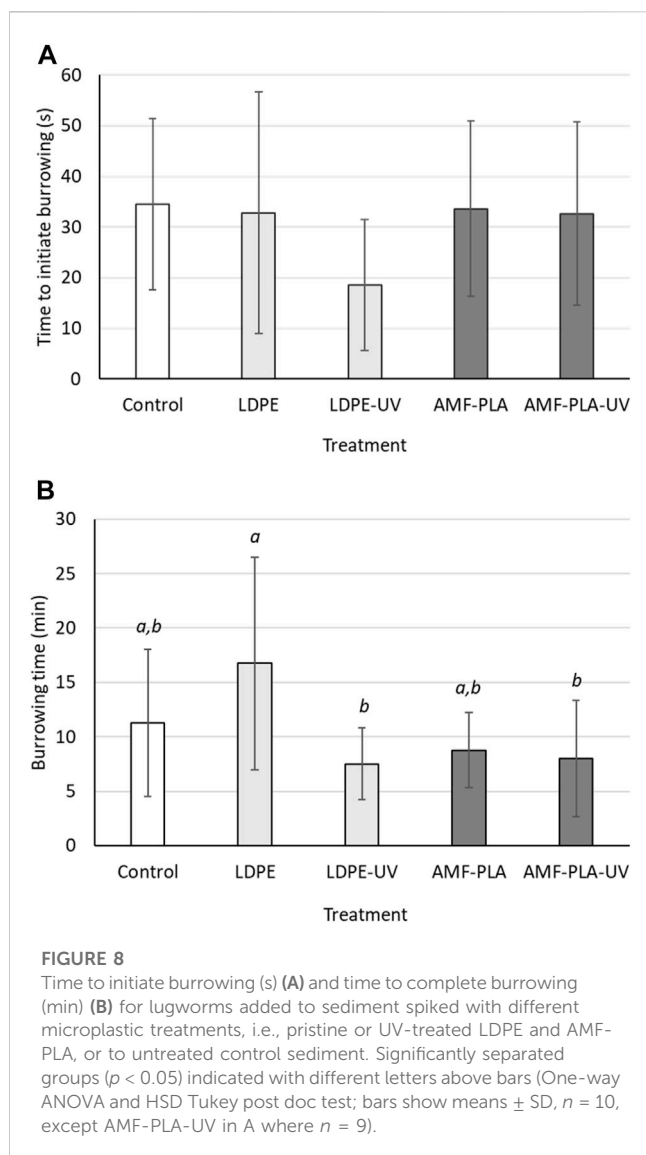 A
60
50
40
30
20
10
0
Time to initiate burrowing (s)
Control LDPE LDPE-UV AMF-PLA AMF-PLA-UV
Treatment
B
30
25
20
15
10
5
0
Burrowing time (min)
a,b a b a,b b
Control LDPE LDPE-UV AMF-PLA AMF-PLA-UV
Treatment
FIGURE 8
Time to initiate burrowing (s) (A) and time to complete burrowing
(min) (B) for lugworms added to sediment spiked with different
microplastic treatments, i.e., pristine or UV-treated LDPE and AMF-
PLA, or to untreated control sediment. Significantly separated
groups (p < 0.05) indicated with different letters above bars (One-way
ANOVA and HSD Tukey post doc test; bars show means ± SD, n = 10,
except AMF-PLA-UV in A where n = 9).